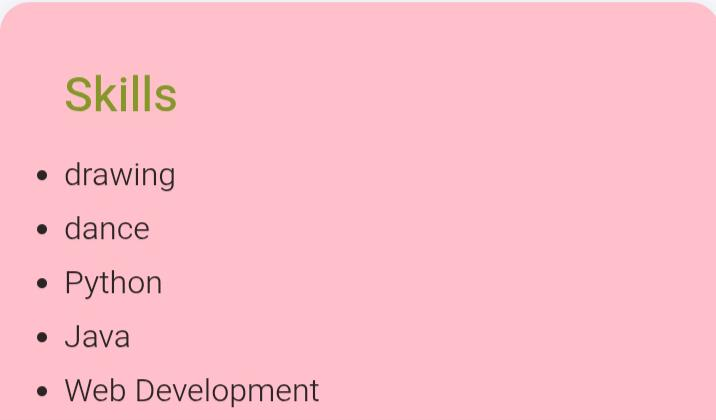 Skills
drawing
dance
Python
Java
Web Development